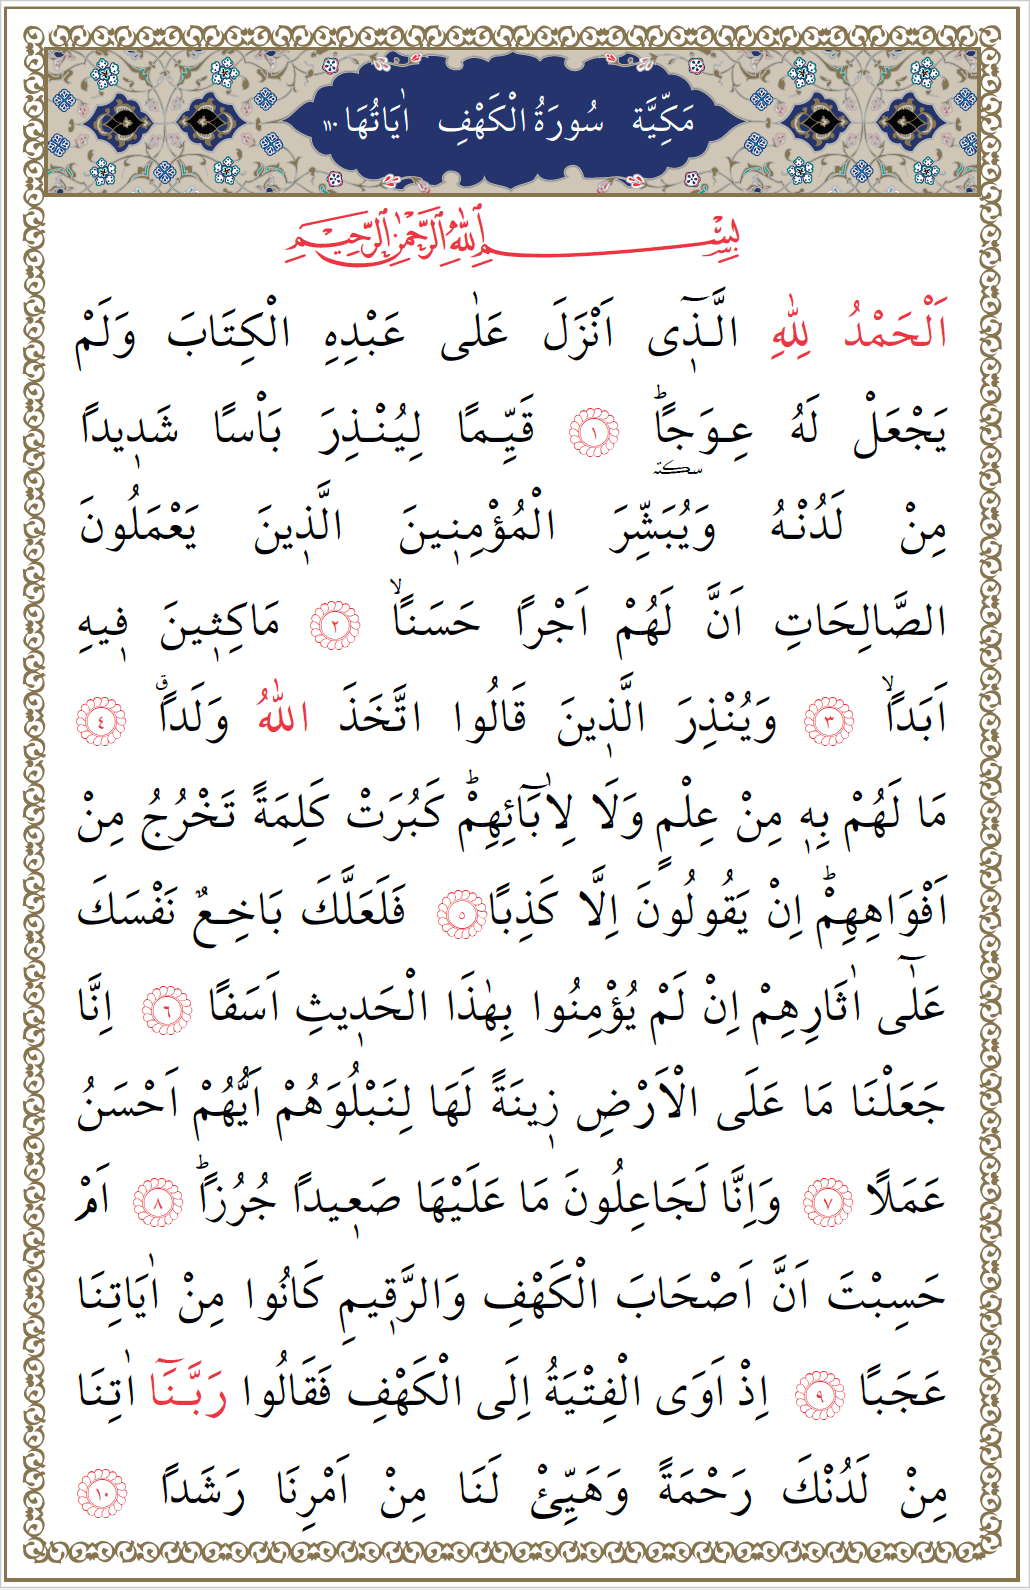 مَكِّيَّة سُورَةُ الْكَهْفِ اٰيَاتُهَا ١١٠
بِسْمِ اللّٰهِ الرَّحْمٰنِ الرَّحِيمِ
اَلْحَمْدُ لِلّٰهِ الَّذ۪ٓى اَنْزَلَ عَلٰى عَبْدِهِ الْكِتَابَ وَلَمْ
يَجْعَلْ لَهُ عِوَجًاۜ ١ قَيِّمًا لِيُنْذِرَ بَاْسًا شَد۪يدًا
سكته
مِنْ لَدُنْهُ وَيُبَشِّرَ الْمُؤْمِن۪ينَ الَّذ۪ينَ يَعْمَلُونَ
الصَّالِحَاتِ اَنَّ لَهُمْ اَجْرًا حَسَنًاۙ ٢ مَاكِث۪ينَ ف۪يهِ
اَبَدًاۙ ٣ وَيُنْذِرَ الَّذ۪ينَ قَالُوا اتَّخَذَ اللّٰهُ وَلَدًاۗ ٤
مَا لَهُمْ بِه۪ مِنْ عِلْمٍ وَلَا لِاٰبَٓائِهِمْۜ كَبُرَتْ كَلِمَةً تَخْرُجُ مِنْ
اَفْوَاهِهِمْۜ اِنْ يَقُولُونَ اِلَّا كَذِبًا ٥ فَلَعَلَّكَ بَاخِعٌ نَفْسَكَ
عَلٰٓى اٰثَارِهِمْ اِنْ لَمْ يُؤْمِنُوا بِهٰذَا الْحَد۪يثِ اَسَفًا ٦ اِنَّا
جَعَلْنَا مَا عَلَى الْاَرْضِ ز۪ينَةً لَهَا لِنَبْلُوَهُمْ اَيُّهُمْ اَحْسَنُ
عَمَلًا ٧ وَاِنَّا لَجَاعِلُونَ مَا عَلَيْهَا صَع۪يدًا جُرُزًاۜ ٨ اَمْ
حَسِبْتَ اَنَّ اَصْحَابَ الْكَهْفِ وَالرَّق۪يمِ كَانُوا مِنْ اٰيَاتِنَا
عَجَبًا ٩ اِذْ اَوَى الْفِتْيَةُ اِلَى الْكَهْفِ فَقَالُوا رَبَّنَٓا اٰتِنَا
مِنْ لَدُنْكَ رَحْمَةً وَهَيِّئْ لَنَا مِنْ اَمْرِنَا رَشَدًا ١٠